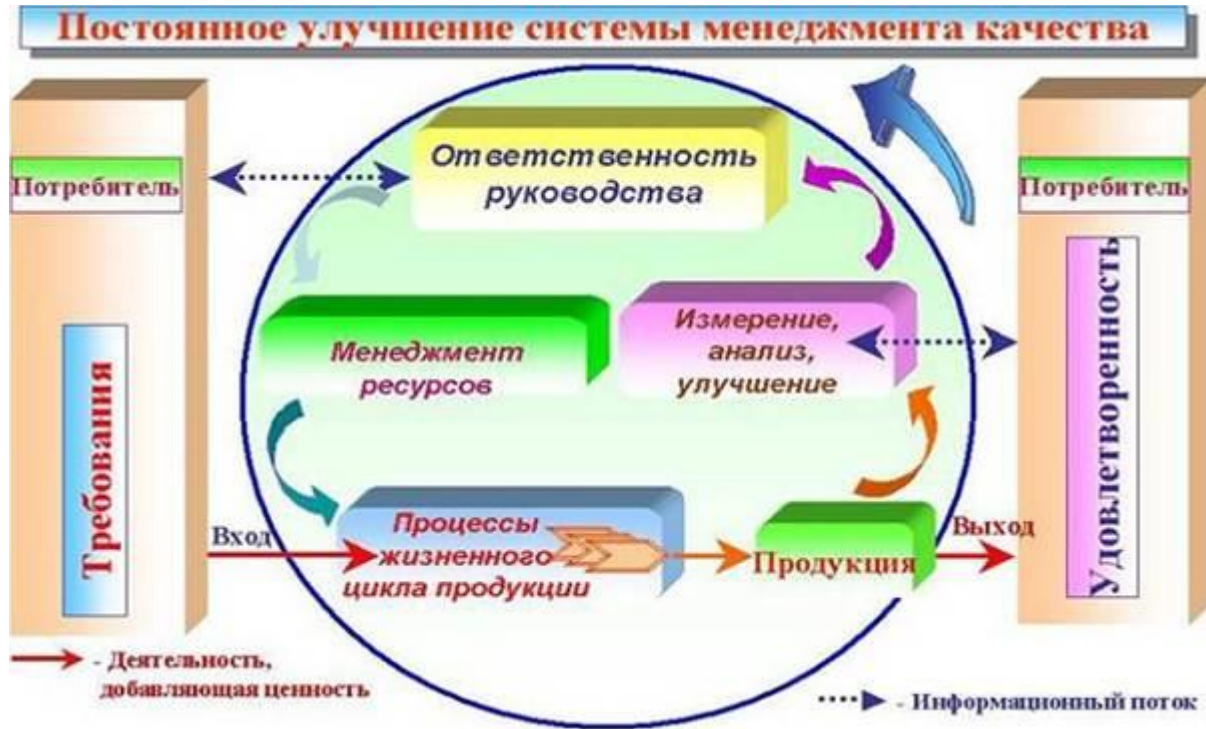 Постоянное улучшение системы менеджмента качества
Потребитель
Требования
Ответственность
руководства
Менеджмент
ресурсов
Измерение,
анализ,
улучшение
Вход
Процессы
жизненного
цикла продукции
Продукция
Выход
Потребитель
Удовлетворенность
- Деятельность,
добавляющая ценность
- Информационный поток